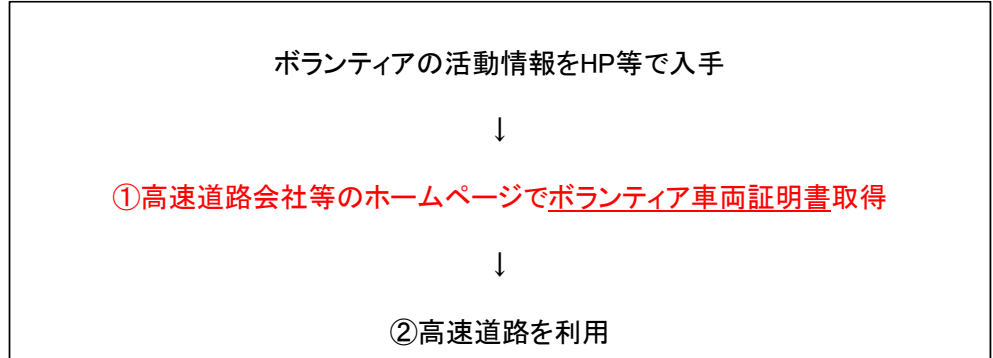 ボランティアの活動情報をHP等で入手
↓
①高速道路会社等のホームページでボランティア車両証明書取得
↓
②高速道路を利用